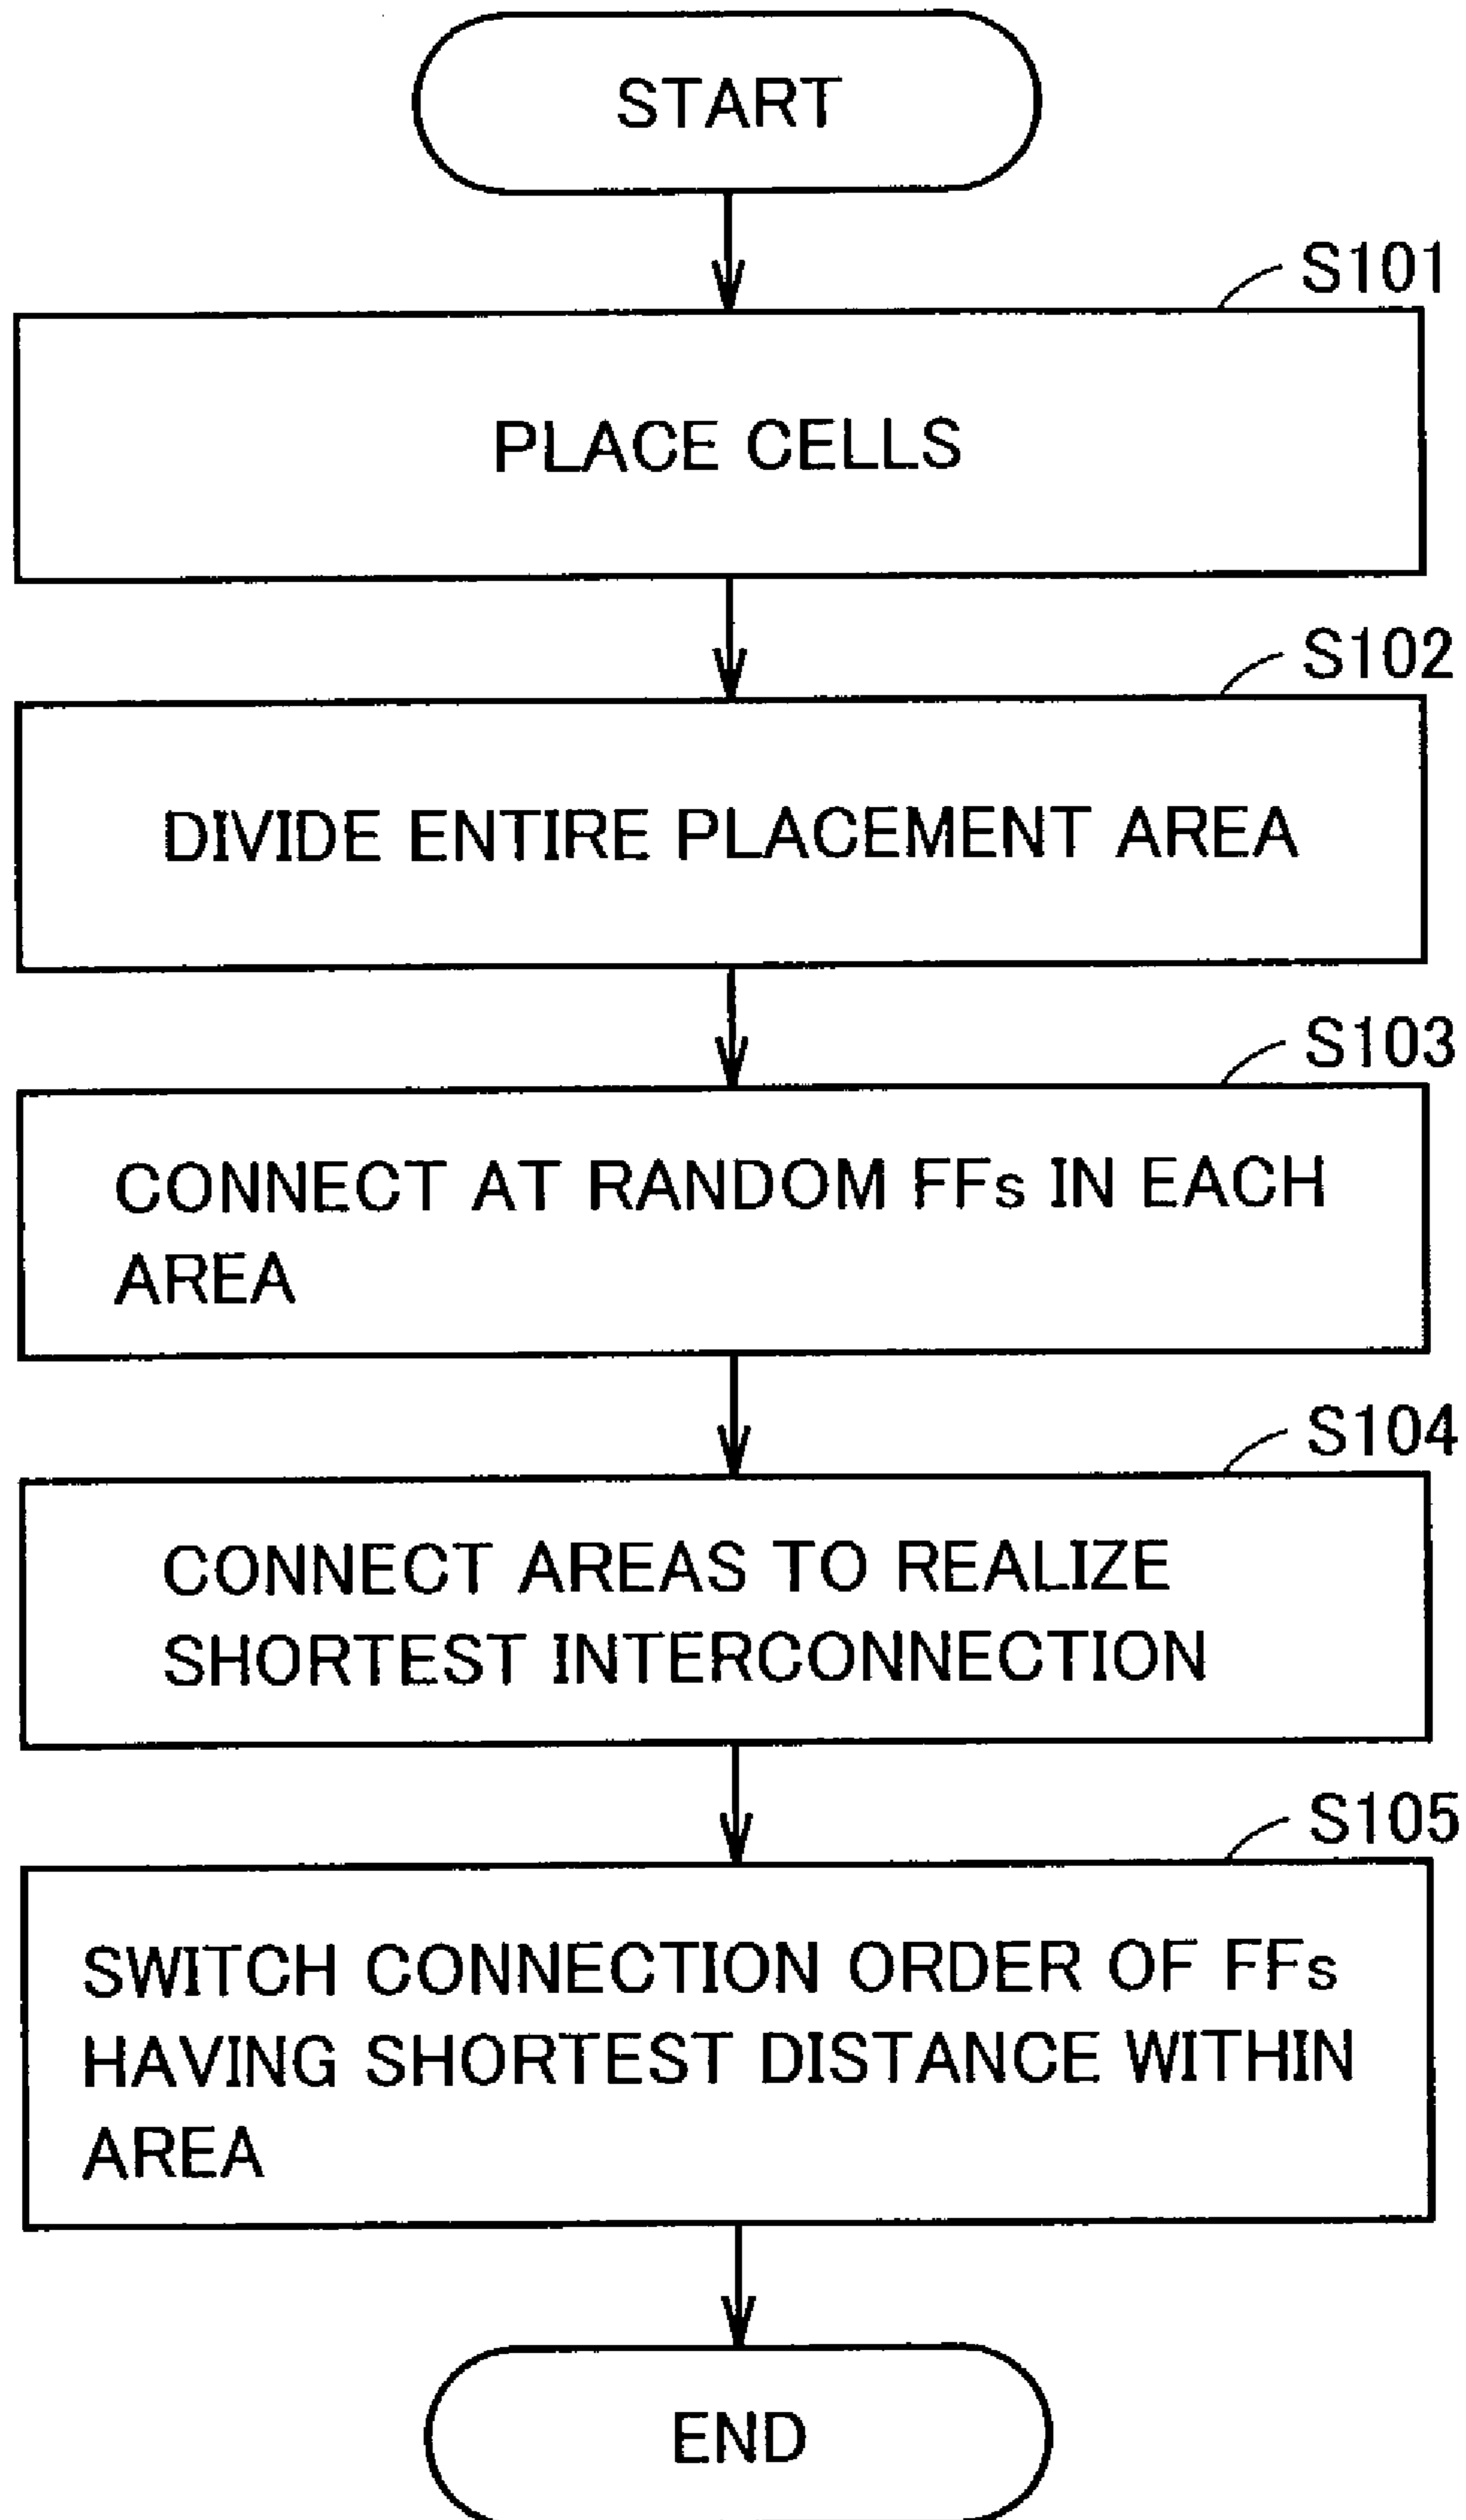 START
S101
PLACE CELLS
S102
DIVIDE ENTIRE PLACEMENT AREA
S103
CONNECT AT RANDOM FFs IN EACH
AREA
S104
CONNECT AREAS TO REALIZE
SHORTEST INTERCONNECTION
S105
SWITCH CONNECTION ORDER OF FFs
HAVING SHORTEST DISTANCE WITHIN
AREA
END